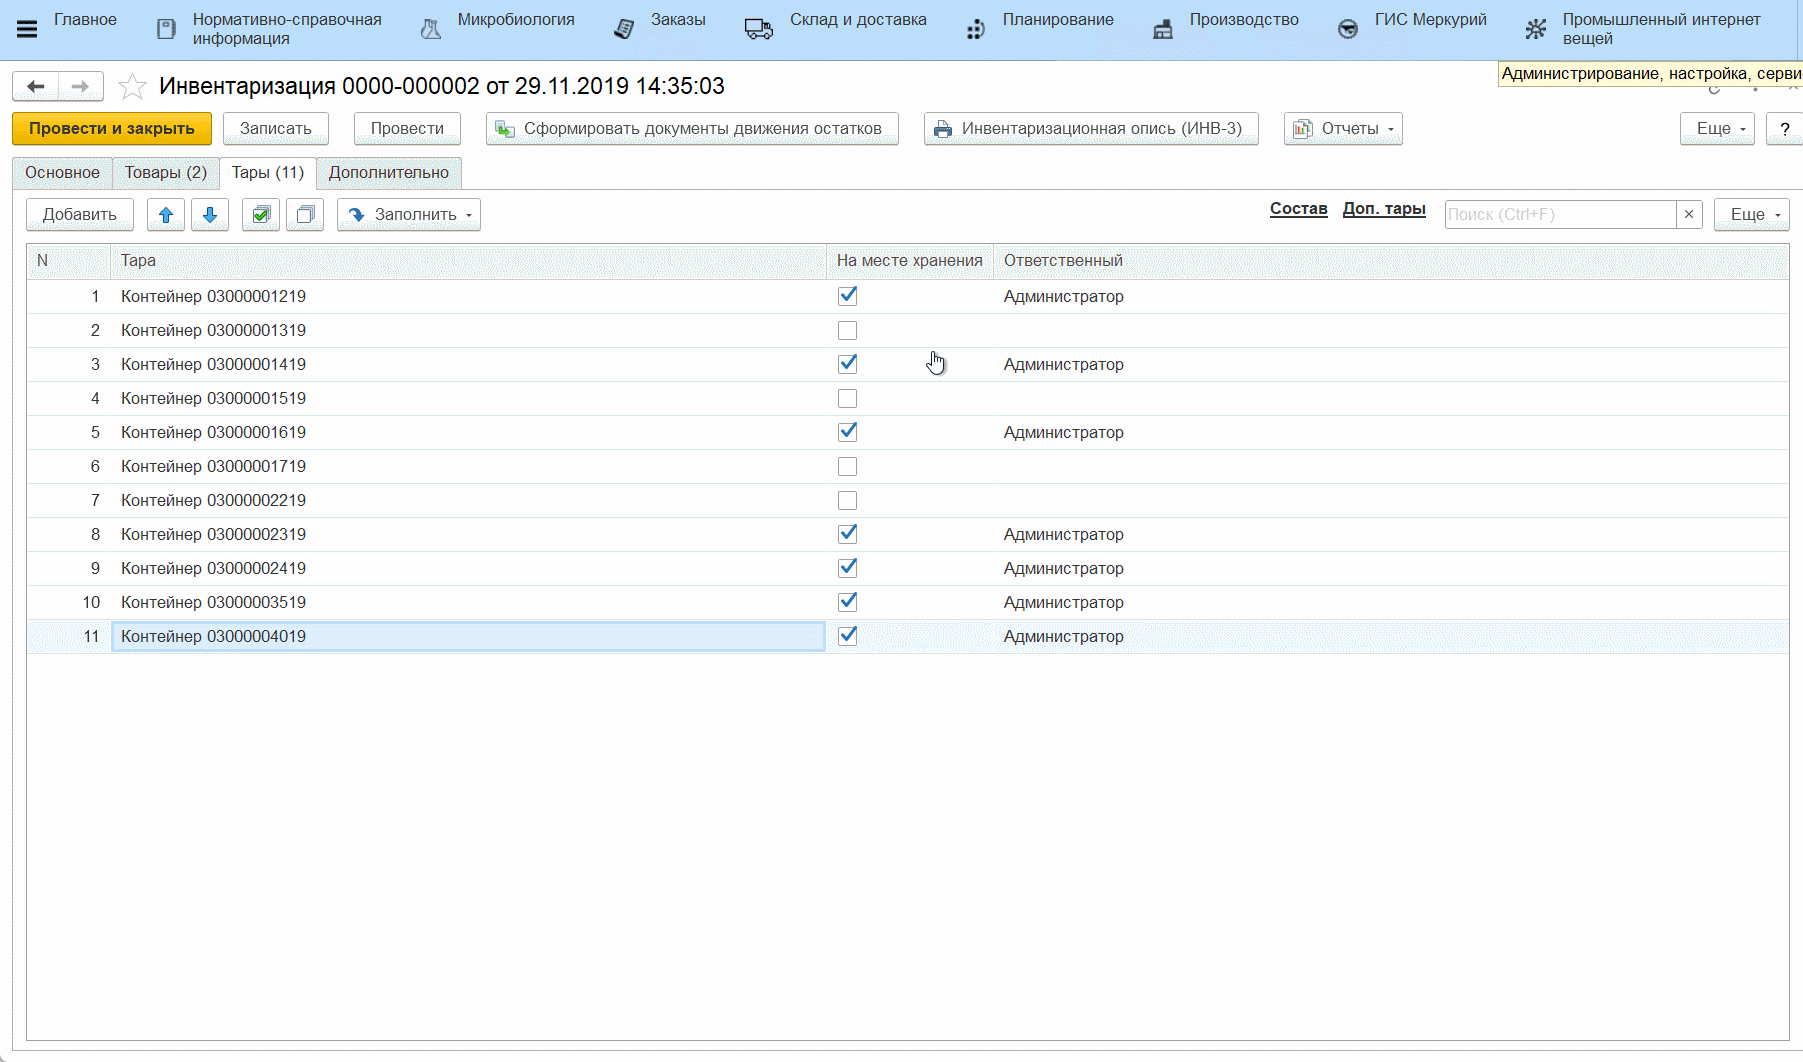 Главное
Нормативно-справочная
информация
Микробиология
Заказы
Склад и доставка
Планирование
Производство
ГИС Меркурий
Промышленный интернет
вещей
Администрирование, настройка, серви
Инвентаризация 0000-000002 от 29.11.2019 14:35:03
Провести и закрыть
Записать
Провести
Сформировать документы движения остатков
Инвентаризационная опись (ИНВ-3)
Отчеты
Еще
?
Основное
Товары (2)
Тары (11)
Дополнительно
Добавить
Заполнить
Состав
Доп. тары
Поиск (Ctrl+F)
×
Еще
N Тара На месте хранения Ответственный
1 Контейнер 03000001219 Администратор
2 Контейнер 03000001319
3 Контейнер 03000001419 Администратор
4 Контейнер 03000001519
5 Контейнер 03000001619 Администратор
6 Контейнер 03000001719
7 Контейнер 03000002219
8 Контейнер 03000002319 Администратор
9 Контейнер 03000002419 Администратор
10 Контейнер 03000003519 Администратор
11 Контейнер 03000004019 Администратор